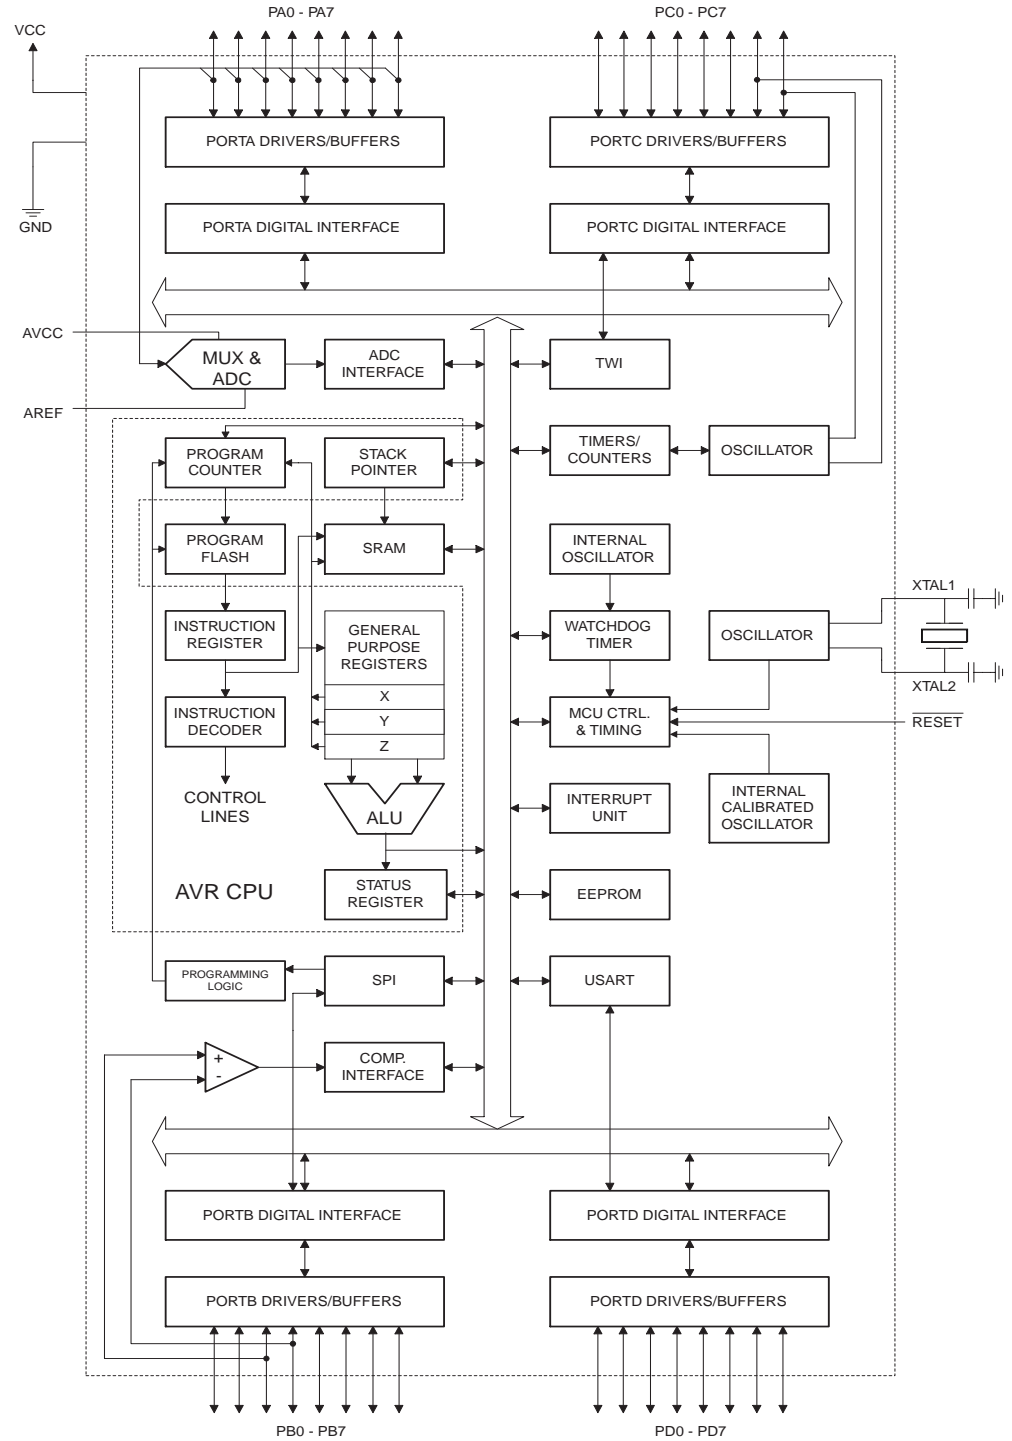 PA0 - PA7
PC0 - PC7
VCC
PORTA DRIVERS/BUFFERS
PORTC DRIVERS/BUFFERS
PORTA DIGITAL INTERFACE
PORTC DIGITAL INTERFACE
GND
AVCC
MUX &
ADC
ADC
INTERFACE
TWI
AREF
PROGRAM
COUNTER
STACK
POINTER
TIMERS/
COUNTERS
OSCILLATOR
PROGRAM
FLASH
SRAM
INTERNAL
OSCILLATOR
XTAL1
INSTRUCTION
REGISTER
GENERAL
PURPOSE
REGISTERS
WATCHDOG
TIMER
OSCILLATOR
XTAL2
X
INSTRUCTION
DECODER
Y
MCU CTRL.
& TIMING
RESET
Z
CONTROL
LINES
ALU
INTERRUPT
UNIT
INTERNAL
CALIBRATED
OSCILLATOR
AVR CPU
STATUS
REGISTER
EEPROM
PROGRAMMING
LOGIC
SPI
USART
+
-
COMP.
INTERFACE
PORTB DIGITAL INTERFACE
PORTD DIGITAL INTERFACE
PORTB DRIVERS/BUFFERS
PORTD DRIVERS/BUFFERS
PB0 - PB7
PD0 - PD7